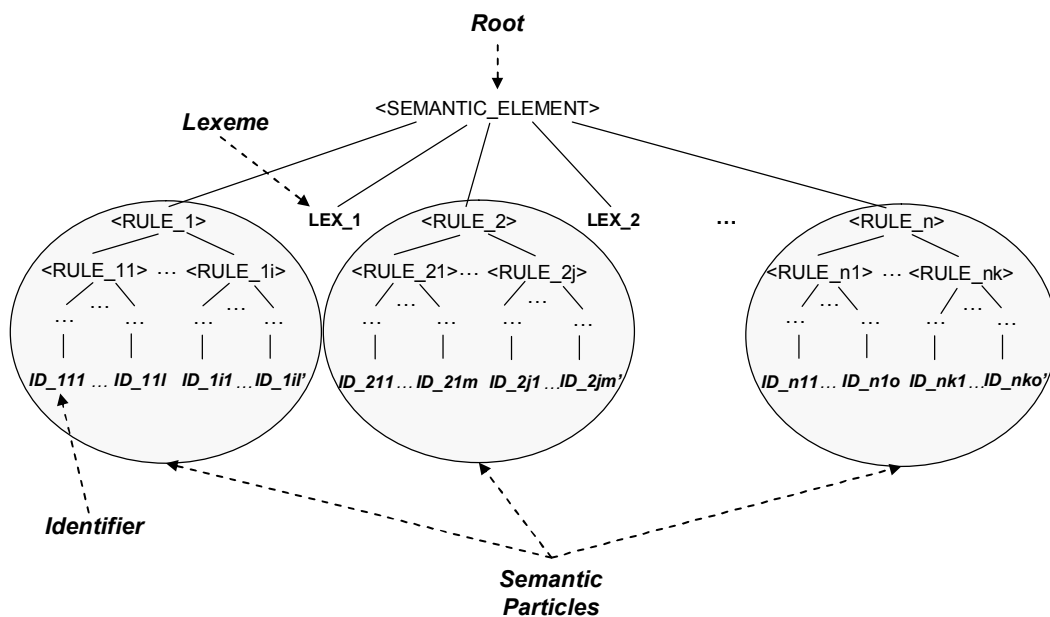 Root
<SEMANTIC_ELEMENT>
Lexeme
<RULE_1> LEX_1 <RULE_2> LEX_2 ... <RULE_n>
<RULE_11> ... <RULE_1i> <RULE_21> ... <RULE_2j> <RULE_n1> ... <RULE_nk>
... ... ... ... ... ...
... ... ... ... ... ... ... ... ... ... ... ...
ID_111 ... ID_11l ID_1i1 ... ID_1il’ ID_211 ... ID_21m ID_2j1 ... ID_2jm’ ID_n11 ... ID_n1o ID_nk1 ... ID_nko’
Identifier
Semantic
Particles